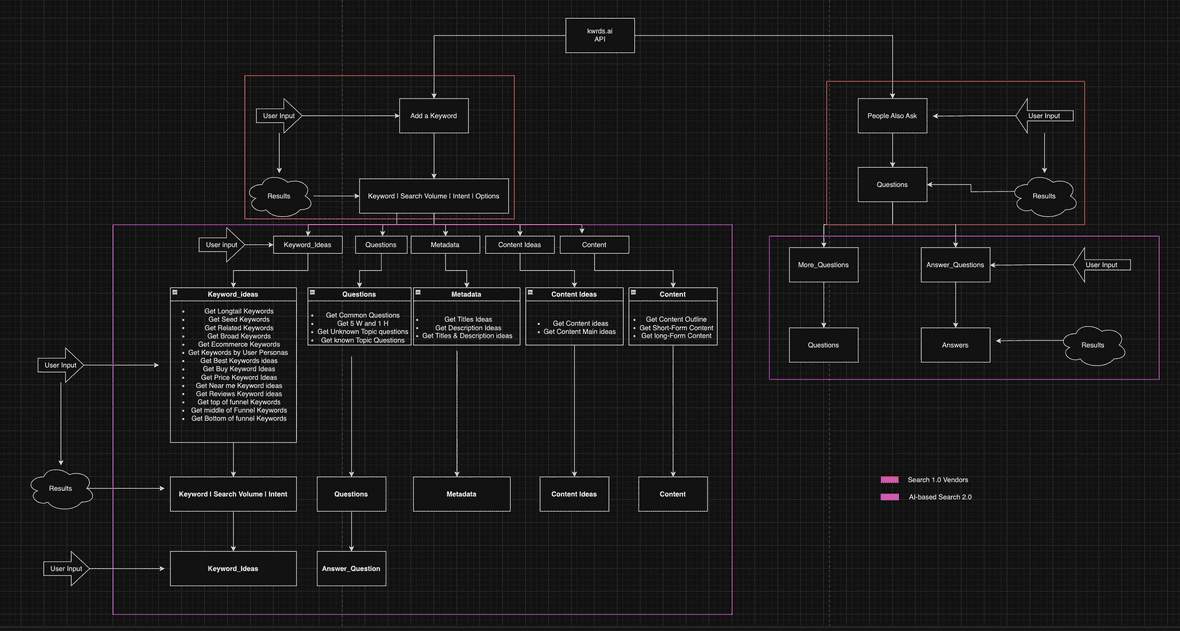 kwrds.ai
API
User Input
Add a Keyword
People Also Ask
User Input
Results
Keyword | Search Volume | Intent | Options
Questions
Results
User input
Keyword_Ideas
Questions
Metadata
Content Ideas
Content
More_Questions
Answer_Questions
User Input
Keyword_ideas
Get Longtail Keywords
Get Seed Keywords
Get Related Keywords
Get Broad Keywords
Get Ecommerce Keywords
Get Keywords by User Personas
Get Best Keywords ideas
Get Buy Keyword Ideas
Get Price Keyword Ideas
Get Near me Keyword ideas
Get Reviews Keyword ideas
Get top of funnel Keywords
Get middle of Funnel Keywords
Get Bottom of funnel Keywords
Questions
Get Common Questions
Get 5 W and 1 H
Get Unknown Topic questions
Get known Topic Questions
Metadata
Get Titles Ideas
Get Description Ideas
Get Titles & Description ideas
Content Ideas
Get Content ideas
Get Content Main ideas
Content
Get Content Outline
Get Short-Form Content
Get long-Form Content
Questions
Answers
Results
User Input
Results
Keyword | Search Volume | Intent
Questions
Metadata
Content Ideas
Content
Search 1.0 Vendors
AI-based Search 2.0
User Input
Keyword_Ideas
Answer_Question